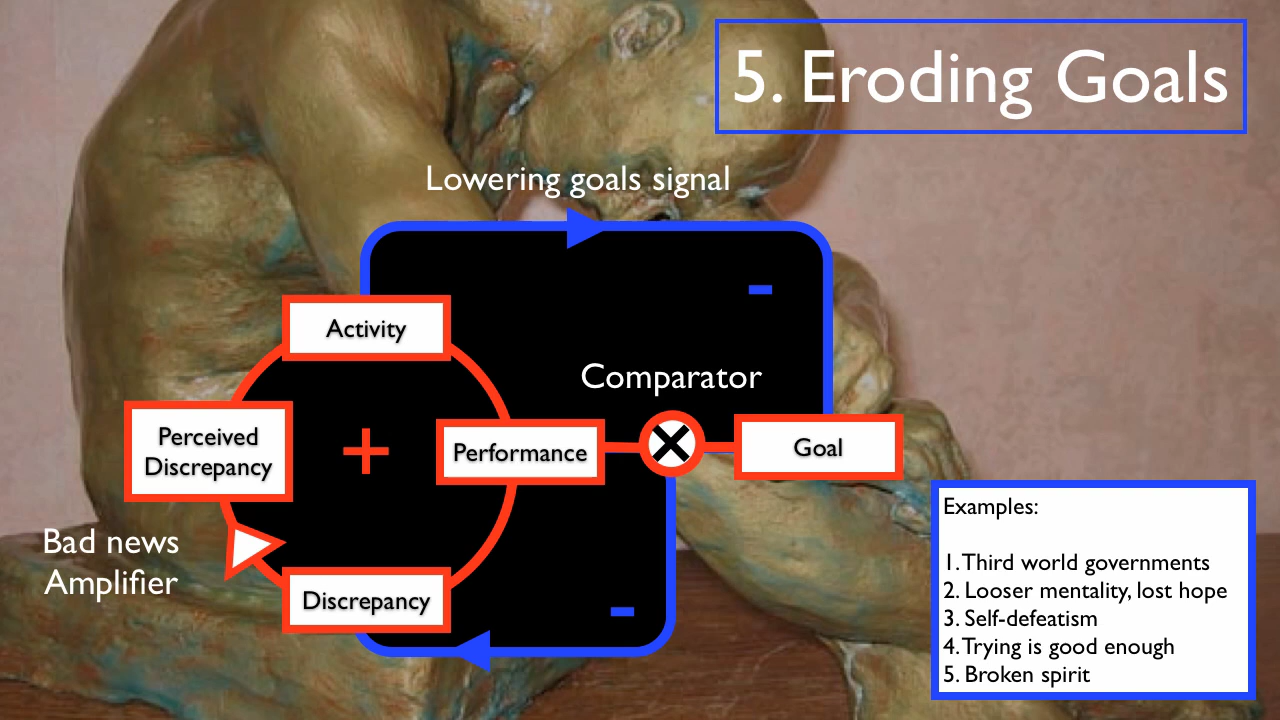 5. Eroding Goals
Lowering goals signal
-
Activity
Comparator
Perceived
Discrepancy
+
Performance
Goal
Bad news
Amplifier
Discrepancy
-
Examples:
1. Third world governments
2. Looser mentality, lost hope
3. Self-defeatism
4. Trying is good enough
5. Broken spirit